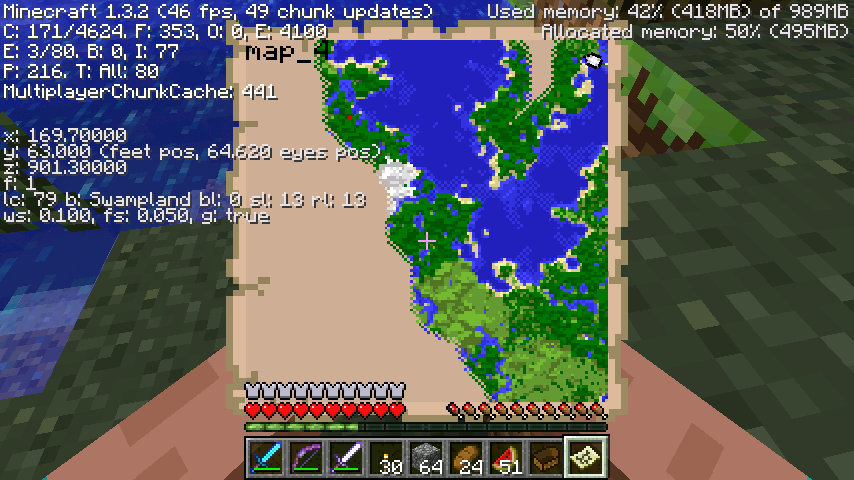 Minecraft 1.3.2 (46 fps, 49 chunk updates)
Used memory: 42% (418MB) of 989MB
C: 171/4624. F: 353, O: 0, E: 4100
Allocated memory: 50% (495MB)
E: 3/80. B: 0, I: 77
map_4
P: 216. T: All: 80
MultiplayerChunkCache: 441
x: 169.70000
y: 63.000 (feet pos, 64.620 eyes pos)
z: 901.30000
f: 1
lc: 79 b: Swampland bl: 0 sl: 13 rl: 13
ws: 0.100, fs: 0.050, g: true
30 64 24 51